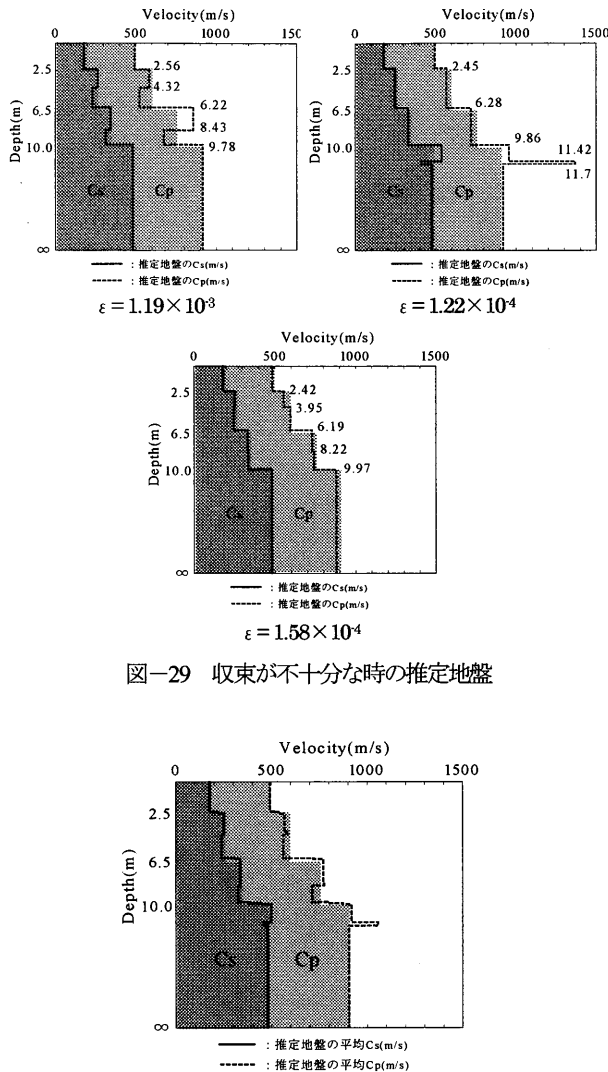 Velocity(m/s)
0 500 1000 150
Depth(m)
2.5
6.5
10.0
∞
2.56
4.32
6.22
8.43
9.78
Cs
Cp
: 推定地盤のCs(m/s)
: 推定地盤のCp(m/s)
ε = 1.19×10-3
Velocity(m/s)
0 500 1000 1500
Depth(m)
2.5
6.5
10.0
∞
2.45
6.28
9.86
11.42
11.7
Cs
Cp
: 推定地盤のCs(m/s)
: 推定地盤のCp(m/s)
ε = 1.22×10-4
Velocity(m/s)
0 500 1000 1500
Depth(m)
2.5
6.5
10.0
∞
2.42
3.95
6.19
8.22
9.97
Cs
Cp
: 推定地盤のCs(m/s)
: 推定地盤のCp(m/s)
ε = 1.58×10-4
図－29 収束が不十分な時の推定地盤
Velocity(m/s)
0 500 1000 1500
Depth(m)
2.5
6.5
10.0
∞
Cs
Cp
: 推定地盤の平均Cs(m/s)
: 推定地盤の平均Cp(m/s)